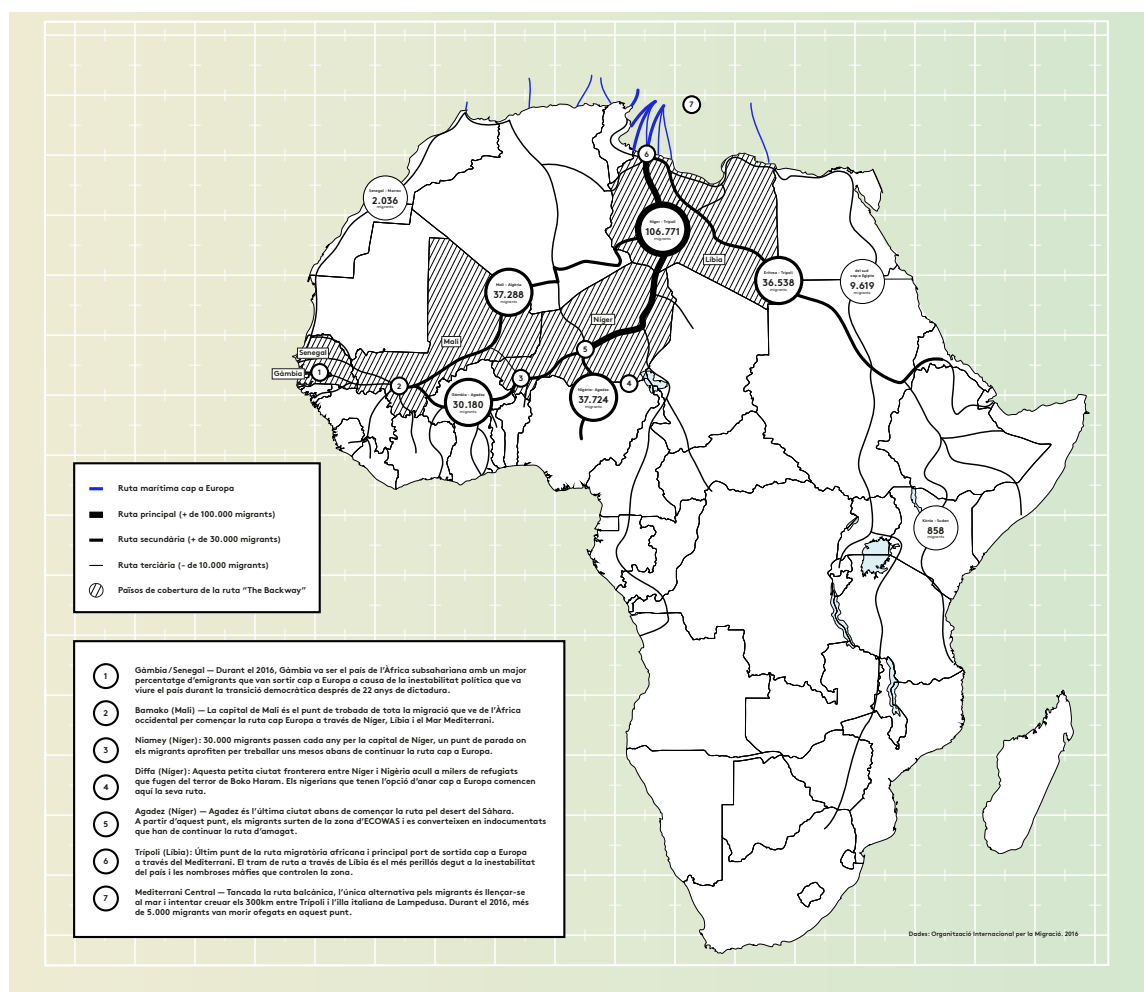 7
6
Senegal - Marroc
2.036
migrants
Níger - Trípoli
106.771
migrants
Líbia
Eritrea - Trípoli
36.538
migrants
del sud
cap a Egipte
9.619
migrants
Mali - Algèria
37.288
migrants
Níger
Mali
5
Senegal
Gàmbia
1
2
3
4
Gàmbia - Agadez
30.180
migrants
Nigèria - Agadez
37.724
migrants
Kènia - Sudan
858
migrants
Ruta marítima cap a Europa
Ruta principal (+ de 100.000 migrants)
Ruta secundària (+ de 30.000 migrants)
Ruta terciària (- de 10.000 migrants)
Països de cobertura de la ruta “The Backway”
1
Gàmbia/Senegal — Durant el 2016, Gàmbia va ser el país de l’Àfrica subsahariana amb un major
percentatge d’emigrants que van sortir cap a Europa a causa de la inestabilitat política que va
viure el país durant la transició democràtica després de 22 anys de dictadura.
2
Bamako (Mali) — La capital de Mali és el punt de trobada de tota la migració que ve de l’Àfrica
occidental per començar la ruta cap Europa a través de Níger, Líbia i el Mar Mediterrani.
3
Niamey (Níger): 30.000 migrants passen cada any per la capital de Níger, un punt de parada on
els migrants aprofiten per treballar uns mesos abans de continuar la ruta cap a Europa.
4
Diffa (Níger): Aquesta petita ciutat fronterera entre Níger i Nigèria acull a milers de refugiats
que fugen del terror de Boko Haram. Els nigerians que tenen l’opció d’anar cap a Europa comencen
aquí la seva ruta.
5
Agadez (Níger) — Agadez és l’última ciutat abans de començar la ruta pel desert del Sàhara.
A partir d’aquest punt, els migrants surten de la zona d’ECOWAS i es converteixen en indocumentats
que han de continuar la ruta d’amagat.
6
Trípoli (Líbia): Últim punt de la ruta migratòria africana i principal port de sortida cap a Europa
a través del Mediterrani. El tram de ruta a través de Líbia és el més perillós degut a la inestabilitat
del país i les nombroses màfies que controlen la zona.
7
Mediterrani Central — Tancada la ruta balcànica, l’única alternativa pels migrants és llençar-se
al mar i intentar creuar els 300km entre Trípoli i l’illa italiana de Lampedusa. Durant el 2016, més
de 5.000 migrants van morir ofegats en aquest punt.
Dades: Organització Internacional per la Migració. 2016